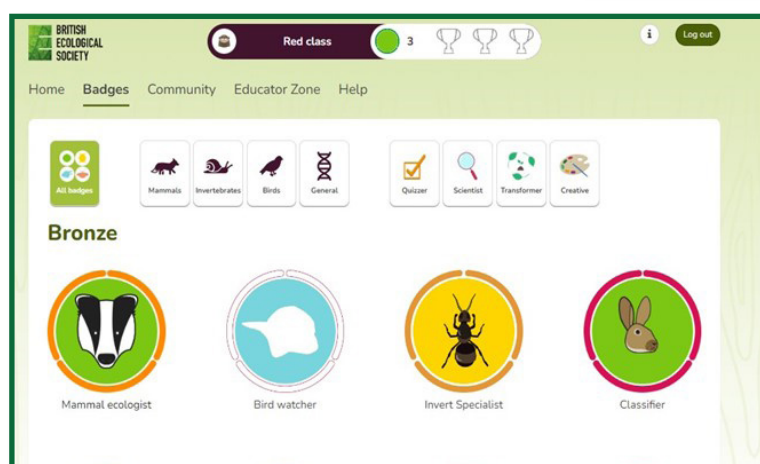 BRITISH
ECOLOGICAL
SOCIETY
Red class
3
i
Log out
Home Badges Community Educator Zone Help
All badges
Mammals
Invertebrates
Birds
General
Quizzer
Scientist
Transformer
Creative
Bronze
Mammal ecologist
Bird watcher
Invert Specialist
Classifier